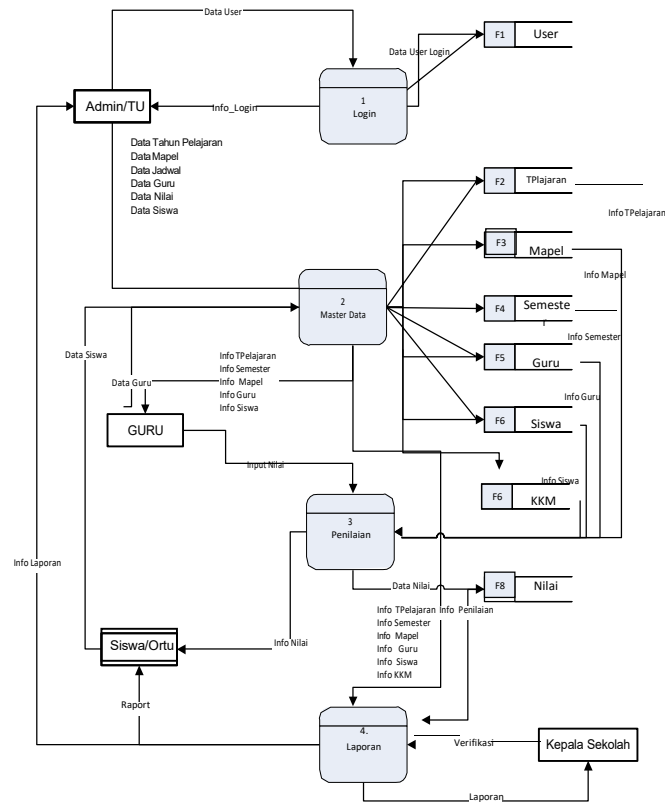 Data User
F1 User
Data User Login
1
Login
Admin/TU
Info_Login
Data Tahun Pelajaran
Data Mapel
Data Jadwal
Data Guru
Data Nilai
Data Siswa
F2 TPlajaran
Info TPelajaran
F3 Mapel
Info Mapel
2
Master Data
F4 Semeste
r
Info Semester
Data Siswa
Info TPelajaran
Info Semester
Info Mapel
Info Guru
Info Siswa
Data Guru
F5 Guru
Info Guru
GURU
F6 Siswa
Input Nilai
Info Siswa
F6 KKM
3
Penilaian
Info Laporan
Data Nilai
F8 Nilai
Info TPelajaran Info Penilaian
Info Semester
Info Mapel
Info Guru
Info Siswa
Info KKM
Siswa/Ortu
Info Nilai
Raport
4.
Laporan
Verifikasi
Kepala Sekolah
Laporan